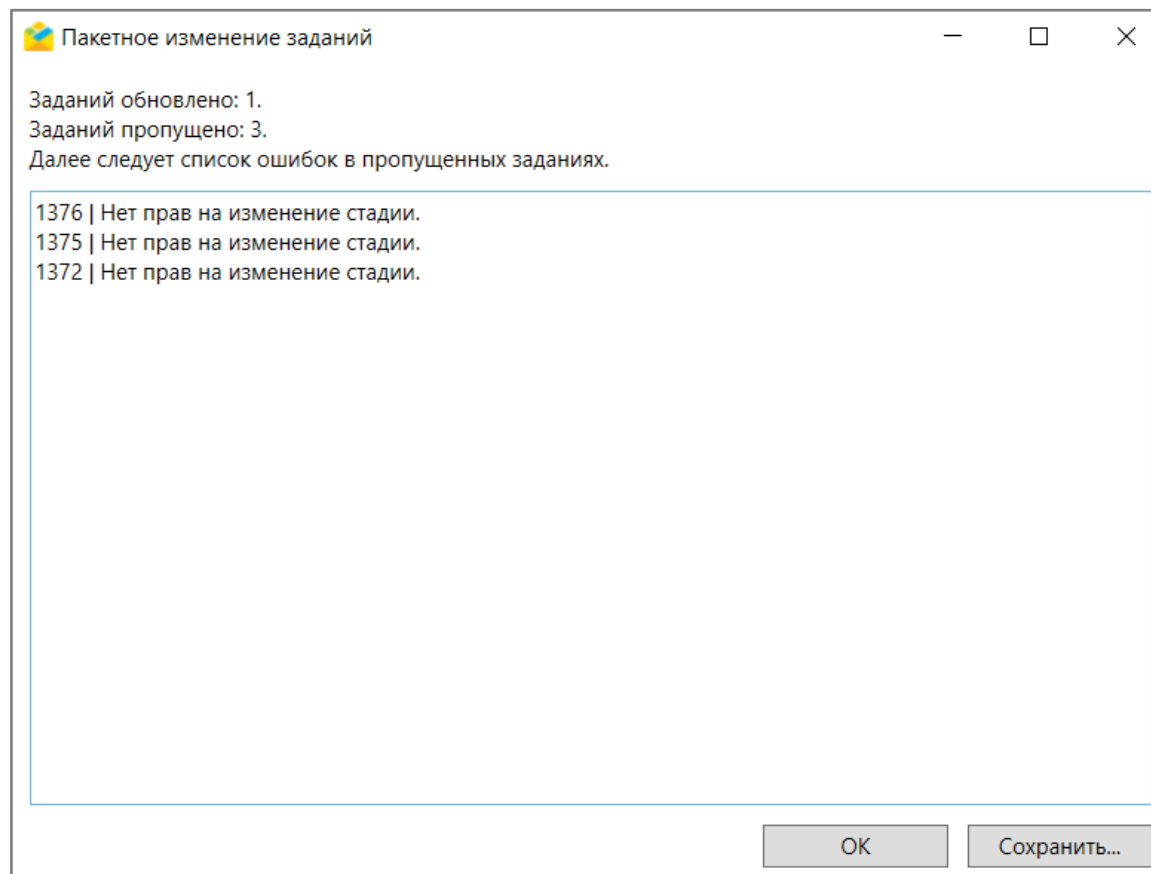 Пакетное изменение заданий
Заданий обновлено: 1.
Заданий пропущено: 3.
Далее следует список ошибок в пропущенных заданиях.
1376 | Нет прав на изменение стадии.
1375 | Нет прав на изменение стадии.
1372 | Нет прав на изменение стадии.
OK Сохранить...